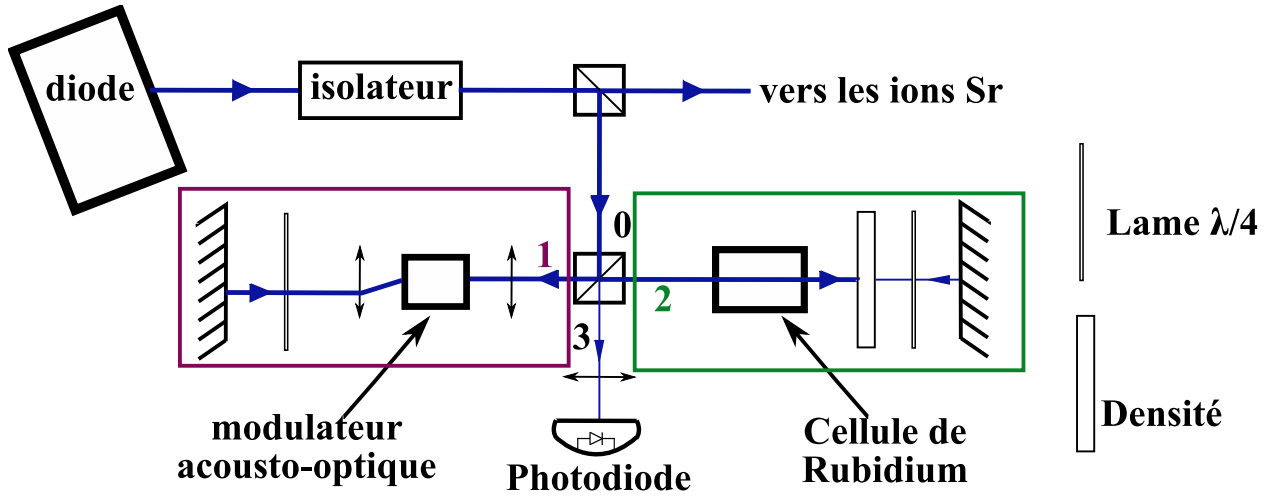 diode
isolateur
vers les ions Sr
0
1
2
3
Lame λ/4
modulateur
acousto-optique
Photodiode
Cellule de
Rubidium
Densité